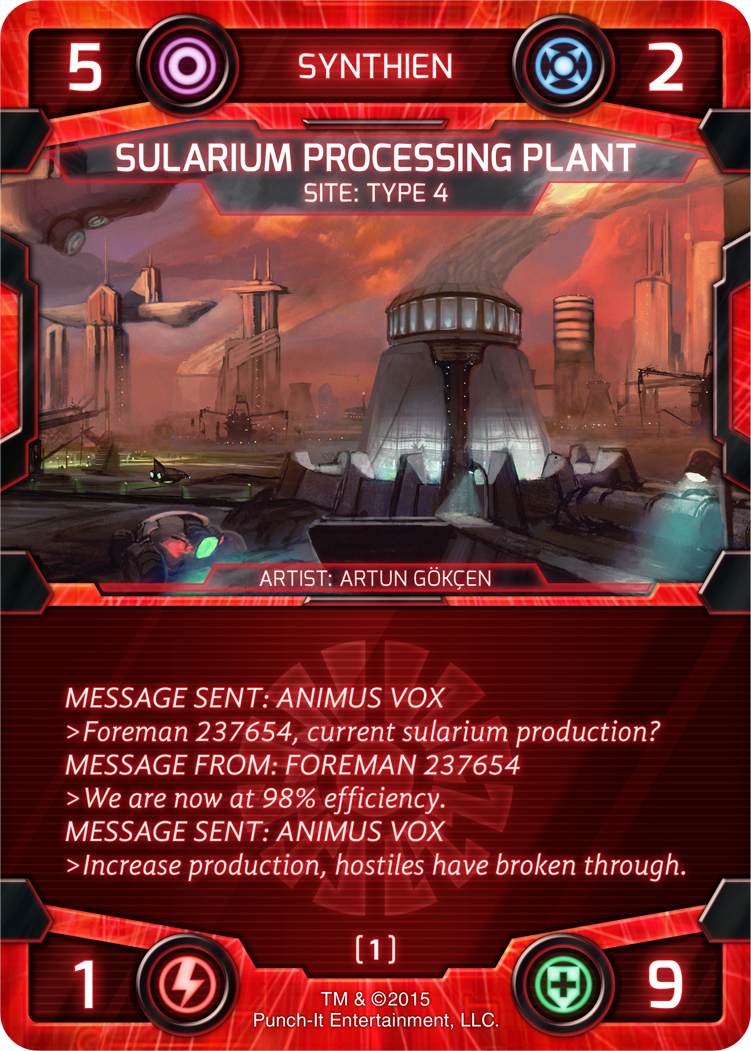 5 SYNTHIEN 2
SULARIUM PROCESSING PLANT
SITE: TYPE 4
ARTIST: ARTUN GÖKÇEN
MESSAGE SENT: ANIMUS VOX
>Foreman 237654, current sularium production?
MESSAGE FROM: FOREMAN 237654
>We are now at 98% efficiency.
MESSAGE SENT: ANIMUS VOX
>Increase production, hostiles have broken through.
[1]
1 9
TM & ©2015
Punch-It Entertainment, LLC.